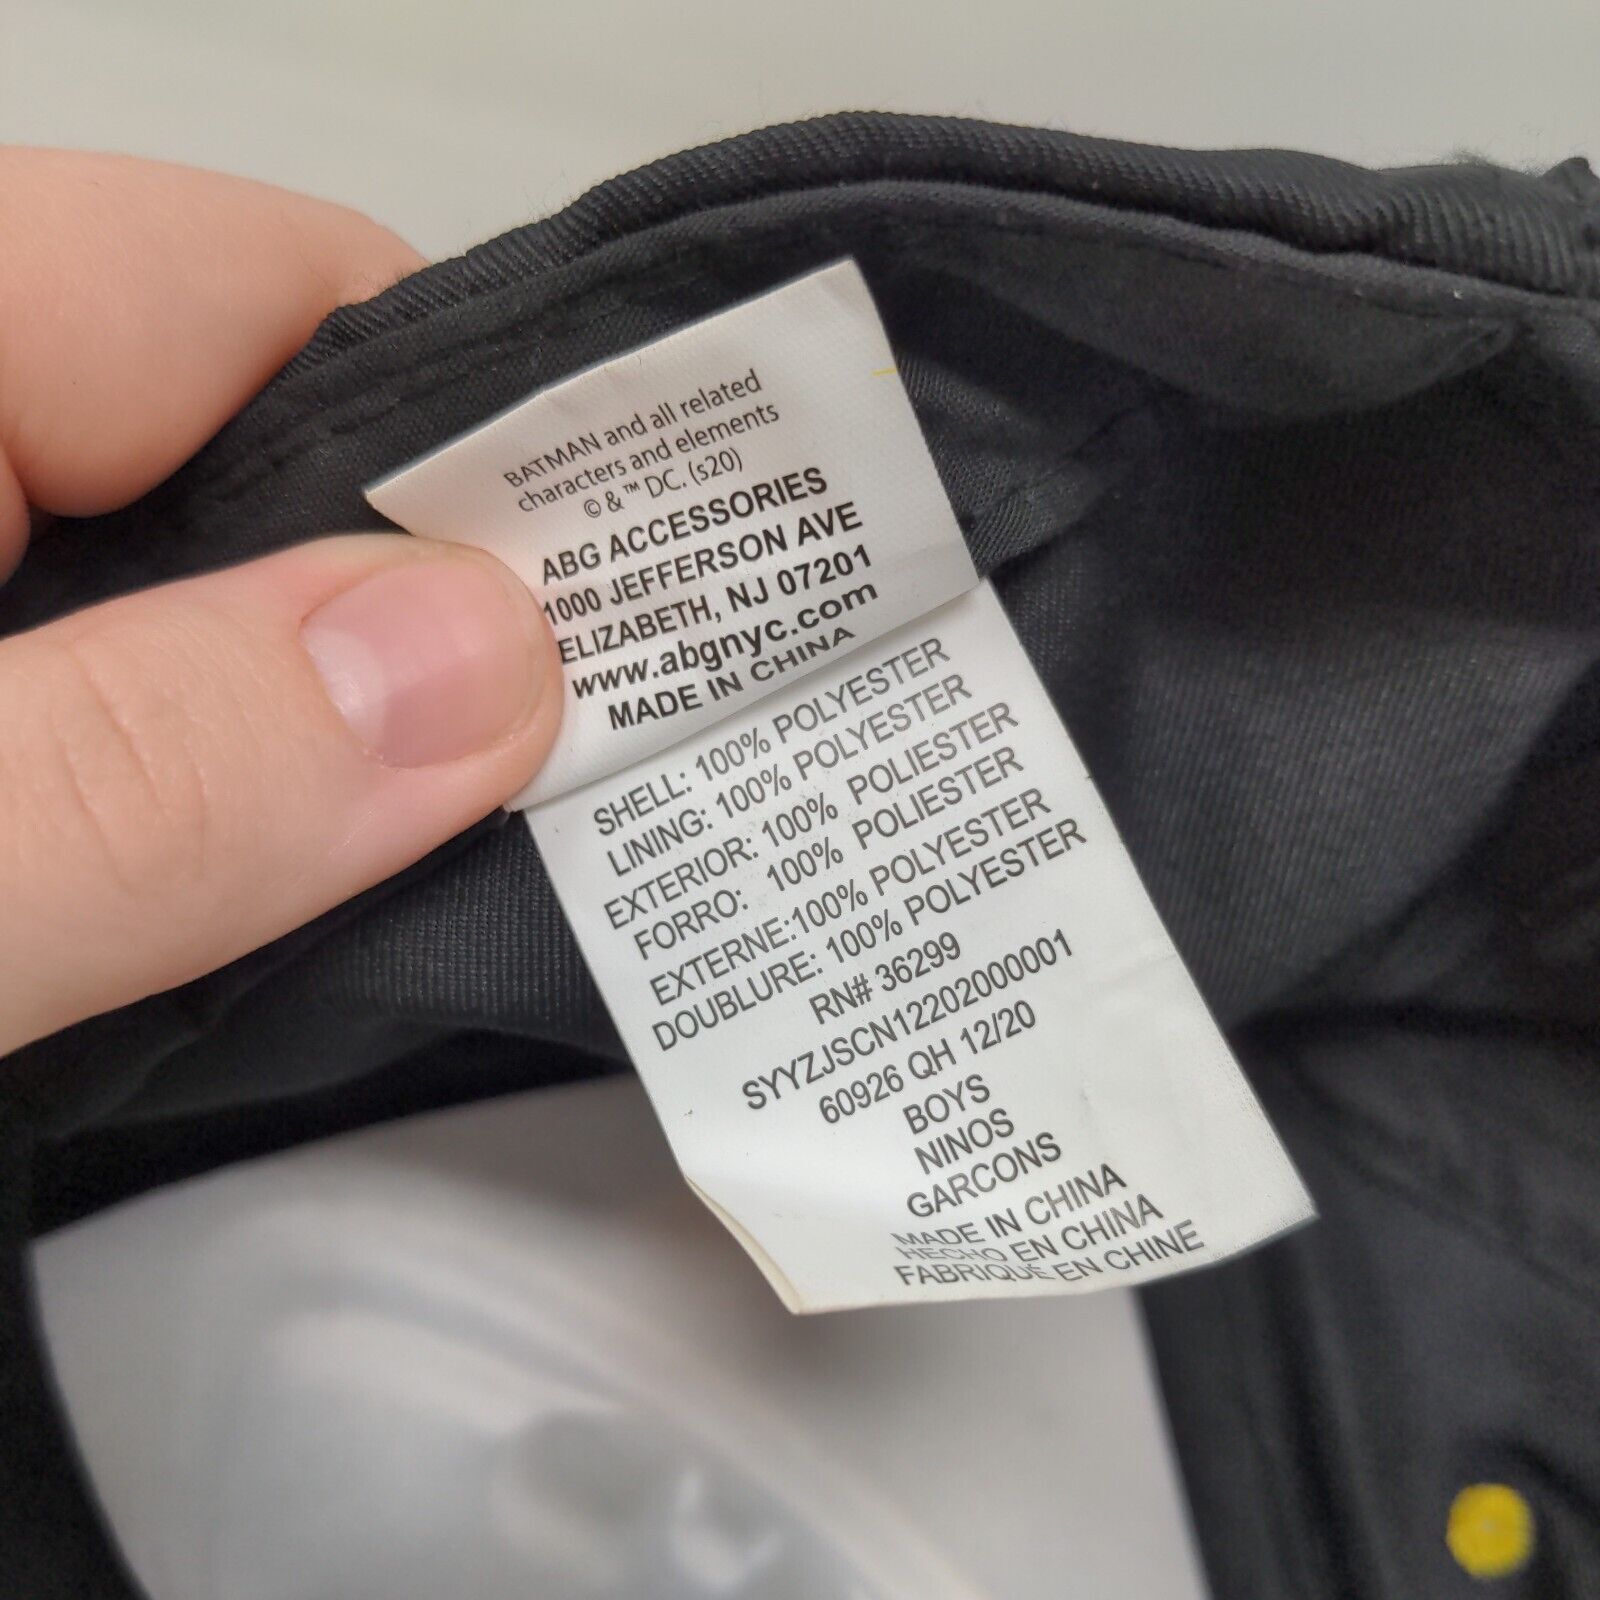 BATMAN and all related
characters and elements
© & ™ DC. (s20)
ABG ACCESSORIES
1000 JEFFERSON AVE
ELIZABETH, NJ 07201
www.abgnyc.com
MADE IN CHINA
SHELL: 100% POLYESTER
LINING: 100% POLYESTER
EXTERIOR: 100% POLIESTER
FORRO: 100% POLIESTER
EXTERNE:100% POLYESTER
DOUBLURE: 100% POLYESTER
RN# 36299
SYYZJSCN12202000001
60926 QH 12/20
BOYS
NINOS
GARCONS
MADE IN CHINA
HECHO EN CHINA
FABRIQUÉ EN CHINE